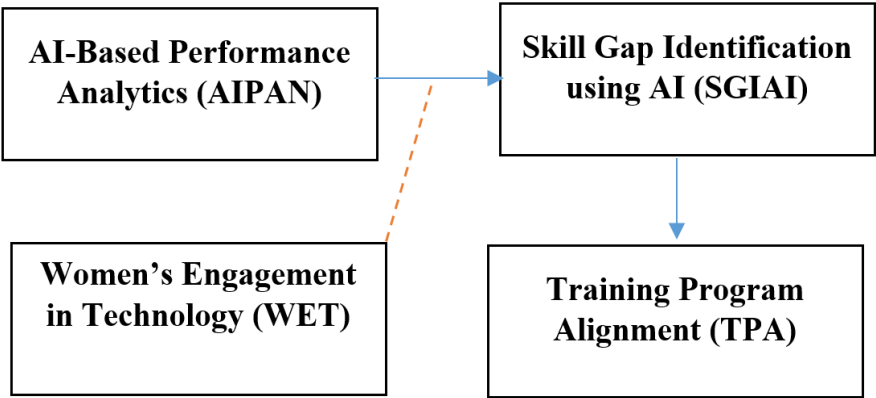 AI-Based Performance
Analytics (AIPAN)
Skill Gap Identification
using AI (SGIAI)
Women’s Engagement
in Technology (WET)
Training Program
Alignment (TPA)